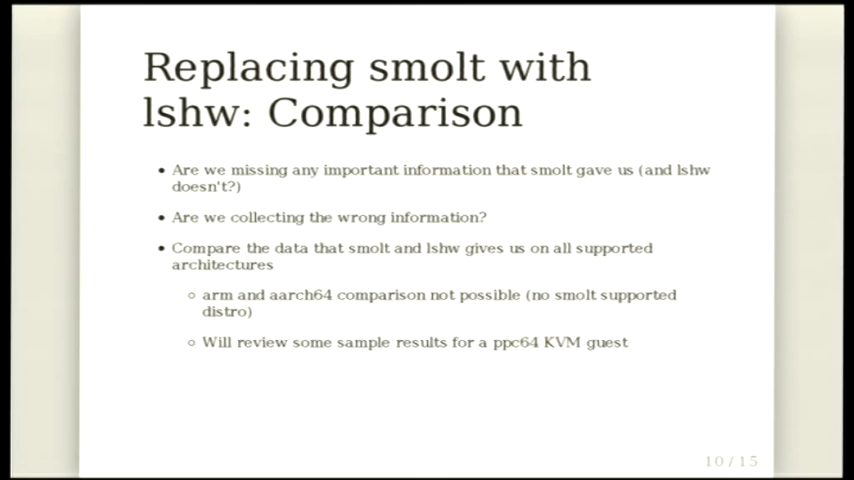 Replacing smolt with
lshw: Comparison
• Are we missing any important information that smolt gave us (and lshw
doesn't?)
• Are we collecting the wrong information?
• Compare the data that smolt and lshw gives us on all supported
architectures
○ arm and aarch64 comparison not possible (no smolt supported
distro)
○ Will review some sample results for a ppc64 KVM guest
10 / 15